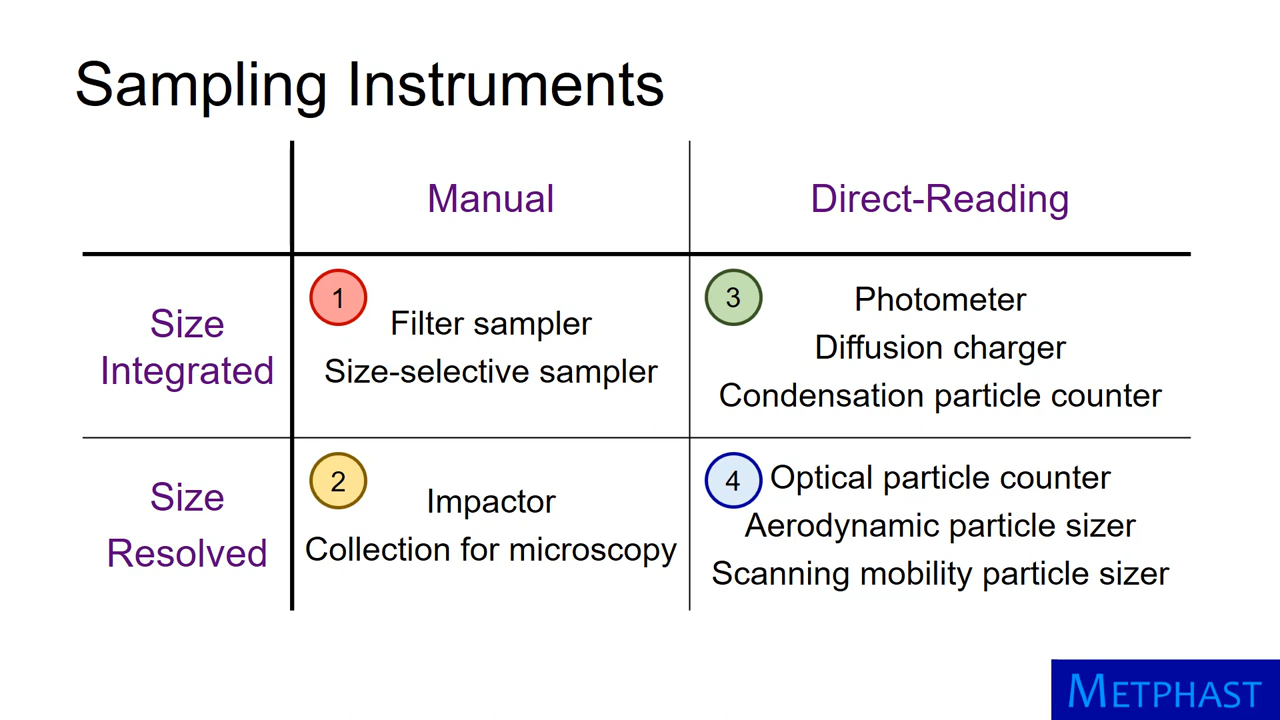 Sampling Instruments
Manual
Direct-Reading
Size
Integrated
1
Filter sampler
Size-selective sampler
3
Photometer
Diffusion charger
Condensation particle counter
Size
Resolved
2
Impactor
Collection for microscopy
4
Optical particle counter
Aerodynamic particle sizer
Scanning mobility particle sizer
METPHAST